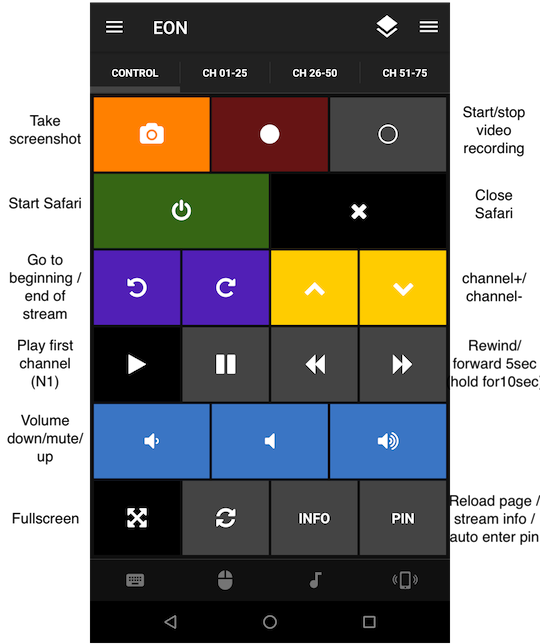 EON
CONTROL
CH 01-25
CH 26-50
CH 51-75
Take
screenshot
Start/stop
video
recording
Start Safari
Close
Safari
Go to
beginning /
end of
stream
channel+/
channel-
Play first
channel
(N1)
Rewind/
forward 5sec
(hold for10sec)
Volume
down/mute/
up
Fullscreen
INFO
PIN
Reload page /
stream info /
auto enter pin